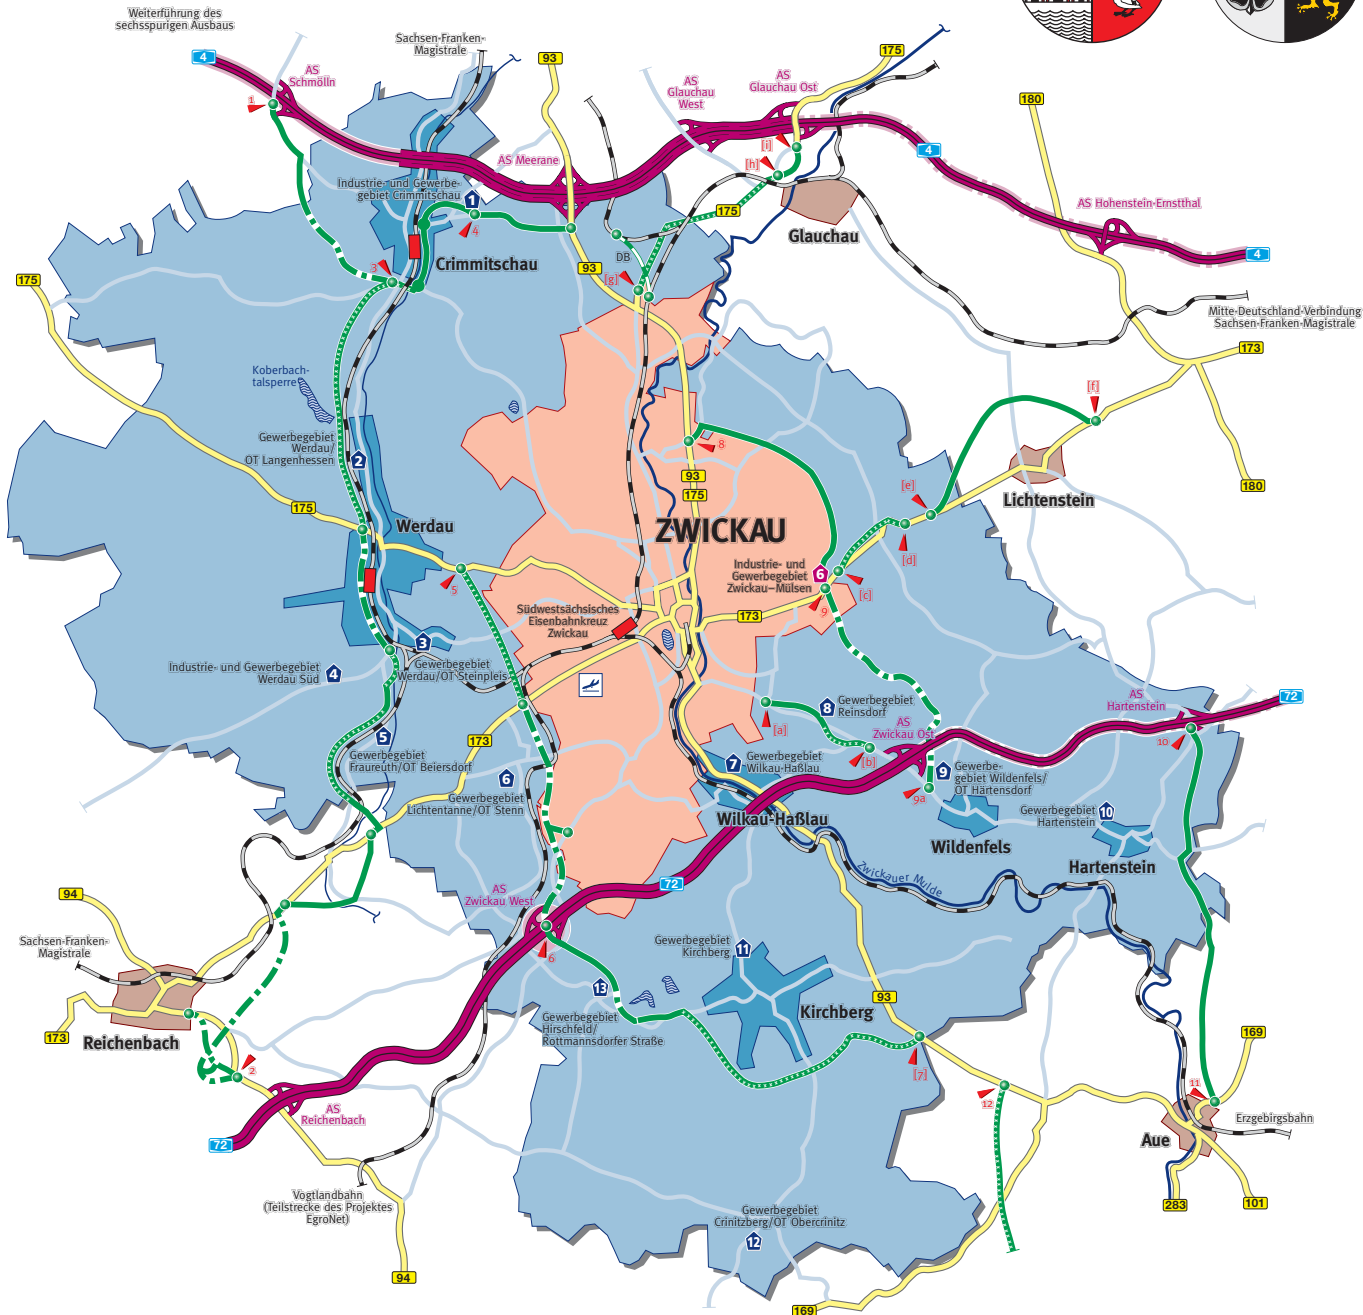 Weiterführung des
sechsspurigen Ausbaus
4
AS
Schmölln
1
Sachsen-Franken-
Magistrale
93
175
AS
Glauchau
West
AS
Glauchau Ost
180
4
AS Meerane
[i]
[h]
Industrie- und Gewerbe-
gebiet Crimmitschau
1
4
175
AS Hohenstein-Ernstthal
4
Glauchau
Crimmitschau
3
DB
93
[g]
175
Mitte-Deutschland-Verbindung
Sachsen-Franken-Magistrale
173
Koberbach-
talsperre
[f]
Gewerbegebiet
Werdau/
OT Langenhessen
2
8
93
175
[e]
180
Lichtenstein
175
Werdau
ZWICKAU
[d]
Industrie- und
Gewerbegebiet
Zwickau–Mülsen
6
[c]
9
5
Südwestsächsisches
Eisenbahnkreuz
Zwickau
173
3
Gewerbegebiet
Werdau/OT Steinpleis
Industrie- und Gewerbegebiet
Werdau Süd
4
AS
Hartenstein
72
10
8
Gewerbegebiet
Reinsdorf
[a]
AS
Zwickau Ost
[b]
5
Gewerbegebiet
Fraureuth/OT Beiersdorf
173
6
Gewerbegebiet
Lichtentanne/OT Stenn
7
Gewerbegebiet
Wilkau-Haßlau
9
Gewerbe-
gebiet Wildenfels/
OT Härtensdorf
9a
Gewerbegebiet
Hartenstein
10
Wilkau-Haßlau
Wildenfels
Hartenstein
Zwickauer Mulde
72
AS
Zwickau West
94
Sachsen-Franken-
Magistrale
6
Gewerbegebiet
Kirchberg
11
13
93
Kirchberg
Gewerbegebiet
Hirschfeld/
Rottmannsdorfer Straße
173
Reichenbach
2
[7]
169
12
11
AS
Reichenbach
72
Erzgebirgsbahn
Aue
Vogtlandbahn
(Teilstrecke des Projektes
EgroNet)
283
101
Gewerbegebiet
Crinitzberg/OT Obercrinitz
12
94
169